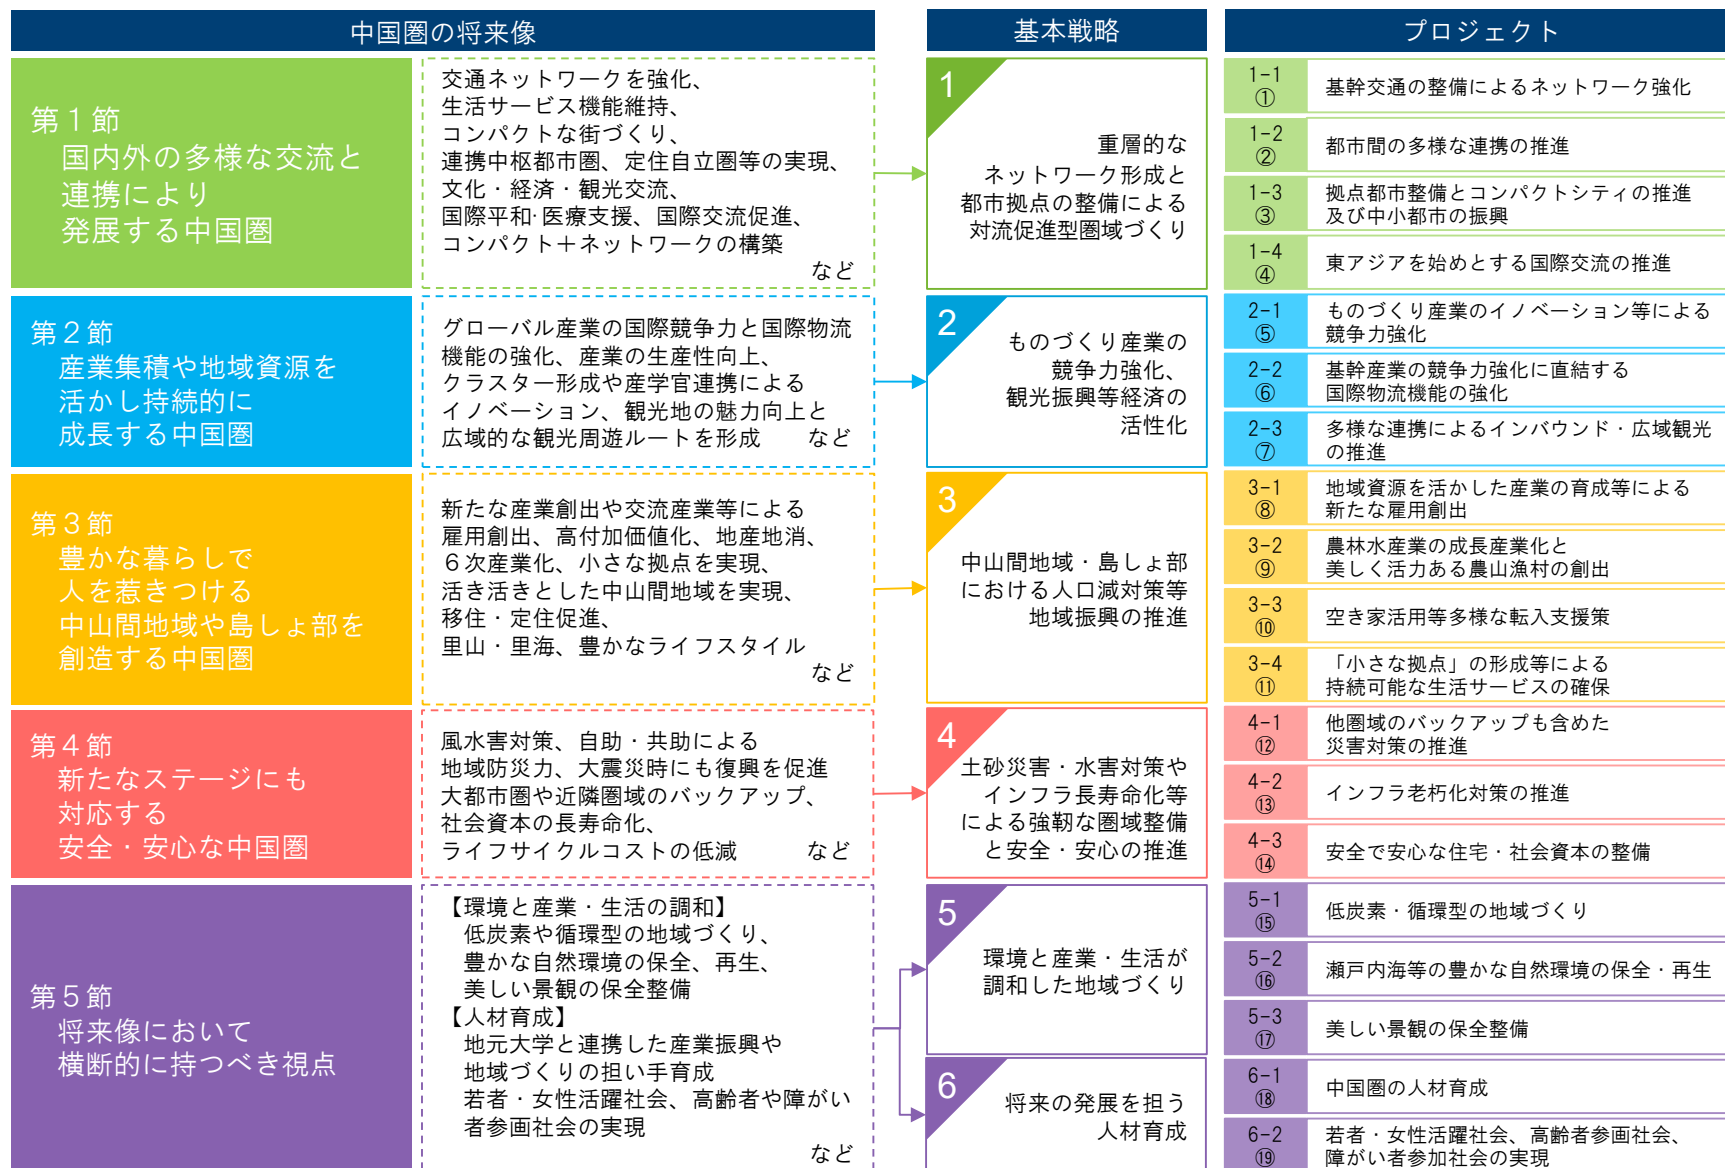 中国圏の将来像
基本戦略
プロジェクト
第1節
国内外の多様な交流と
連携により
発展する中国圏
交通ネットワークを強化、
生活サービス機能維持、
コンパクトな街づくり、
連携中枢都市圏、定住自立圏等の実現、
文化・経済・観光交流、
国際平和・医療支援、国際交流促進、
コンパクト＋ネットワークの構築
など
1
重層的な
ネットワーク形成と
都市拠点の整備による
対流促進型圏域づくり
1-1
①
基幹交通の整備によるネットワーク強化
1-2
②
都市間の多様な連携の推進
1-3
③
拠点都市整備とコンパクトシティの推進
及び中小都市の振興
1-4
④
東アジアを始めとする国際交流の推進
第2節
産業集積や地域資源を
活かし持続的に
成長する中国圏
グローバル産業の国際競争力と国際物流
機能の強化、産業の生産性向上、
クラスター形成や産学官連携による
イノベーション、観光地の魅力向上と
広域的な観光周遊ルートを形成　など
2
ものづくり産業の
競争力強化、
観光振興等経済の
活性化
2-1
⑤
ものづくり産業のイノベーション等による
競争力強化
2-2
⑥
基幹産業の競争力強化に直結する
国際物流機能の強化
2-3
⑦
多様な連携によるインバウンド・広域観光
の推進
第3節
豊かな暮らしで
人を惹きつける
中山間地域や島しょ部を
創造する中国圏
新たな産業創出や交流産業等による
雇用創出、高付加価値化、地産地消、
6次産業化、小さな拠点を実現、
活き活きとした中山間地域を実現、
移住・定住促進、
里山・里海、豊かなライフスタイル
など
3
中山間地域・島しょ部
における人口減対策等
地域振興の推進
3-1
⑧
地域資源を活かした産業の育成等による
新たな雇用創出
3-2
⑨
農林水産業の成長産業化と
美しく活力ある農山漁村の創出
3-3
⑩
空き家活用等多様な転入支援策
3-4
⑪
「小さな拠点」の形成等による
持続可能な生活サービスの確保
第4節
新たなステージにも
対応する
安全・安心な中国圏
風水害対策、自助・共助による
地域防災力、大震災時にも復興を促進
大都市圏や近隣圏域のバックアップ、
社会資本の長寿命化、
ライフサイクルコストの低減　など
4
土砂災害・水害対策や
インフラ長寿命化等
による強靭な圏域整備
と安全・安心の推進
4-1
⑫
他圏域のバックアップも含めた
災害対策の推進
4-2
⑬
インフラ老朽化対策の推進
4-3
⑭
安全で安心な住宅・社会資本の整備
第5節
将来像において
横断的に持つべき視点
【環境と産業・生活の調和】
低炭素や循環型の地域づくり、
豊かな自然環境の保全、再生、
美しい景観の保全整備
【人材育成】
地元大学と連携した産業振興や
地域づくりの担い手育成
若者・女性活躍社会、高齢者や障がい
者参画社会の実現
など
5
環境と産業・生活が
調和した地域づくり
6
将来の発展を担う
人材育成
5-1
⑮
低炭素・循環型の地域づくり
5-2
⑯
瀬戸内海等の豊かな自然環境の保全・再生
5-3
⑰
美しい景観の保全整備
6-1
⑱
中国圏の人材育成
6-2
⑲
若者・女性活躍社会、高齢者参画社会、
障がい者参加社会の実現